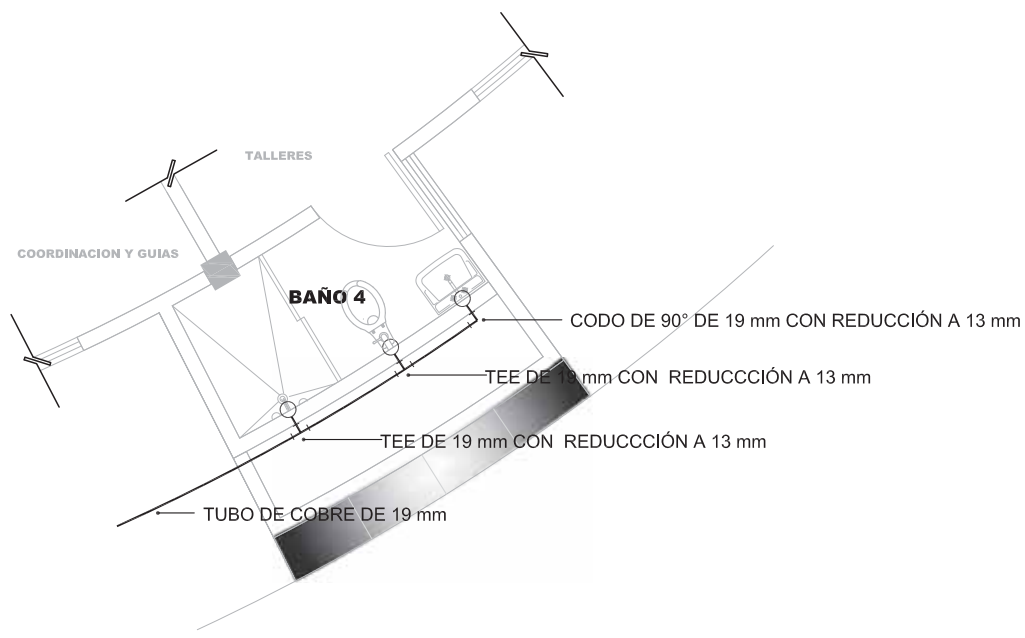 TALLERES
COORDINACION Y GUIAS
BAÑO 4
CODO DE 90° DE 19 mm CON REDUCCIÓN A 13 mm
TEE DE 19 mm CON REDUCCCIÓN A 13 mm
TEE DE 19 mm CON REDUCCCIÓN A 13 mm
TUBO DE COBRE DE 19 mm